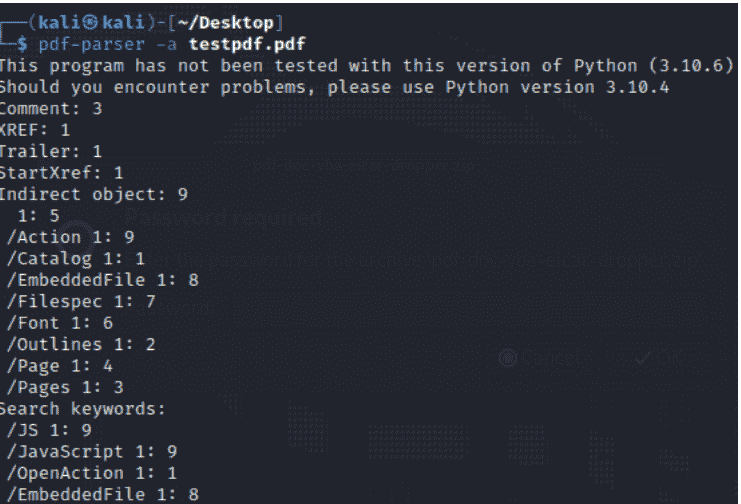 (kali㉿kali)-[~/Desktop]
$ pdf-parser -a testpdf.pdf
This program has not been tested with this version of Python (3.10.6)
Should you encounter problems, please use Python version 3.10.4
Comment: 3
XREF: 1
Trailer: 1
StartXref: 1
Indirect object: 9
  1: 5
 /Action 1: 9
 /Catalog 1: 1
 /EmbeddedFile 1: 8
 /Filespec 1: 7
 /Font 1: 6
 /Outlines 1: 2
 /Page 1: 4
 /Pages 1: 3
Search keywords:
 /JS 1: 9
 /JavaScript 1: 9
 /OpenAction 1: 1
 /EmbeddedFile 1: 8
Password required